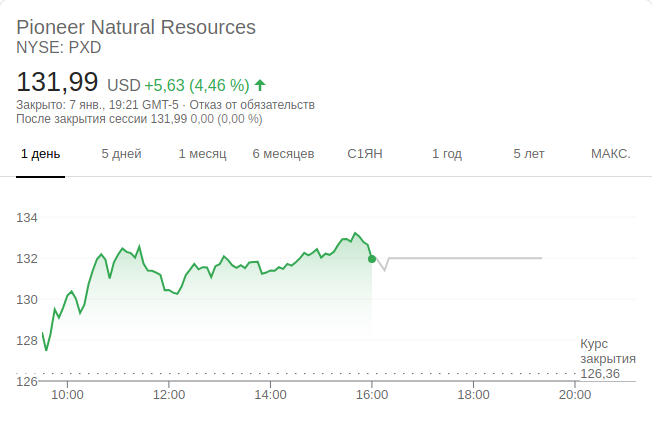 Pioneer Natural Resources
NYSE: PXD
131,99 USD +5,63 (4,46 %)
Закрыто: 7 янв., 19:21 GMT-5 · Отказ от обязательств
После закрытия сессии 131,99 0,00 (0,00 %)
1 день 5 дней 1 месяц 6 месяцев С1ЯН 1 год 5 лет МАКС.
134
132
130
128
Курс
закрытия
126,36
126
10:00 12:00 14:00 16:00 18:00 20:00